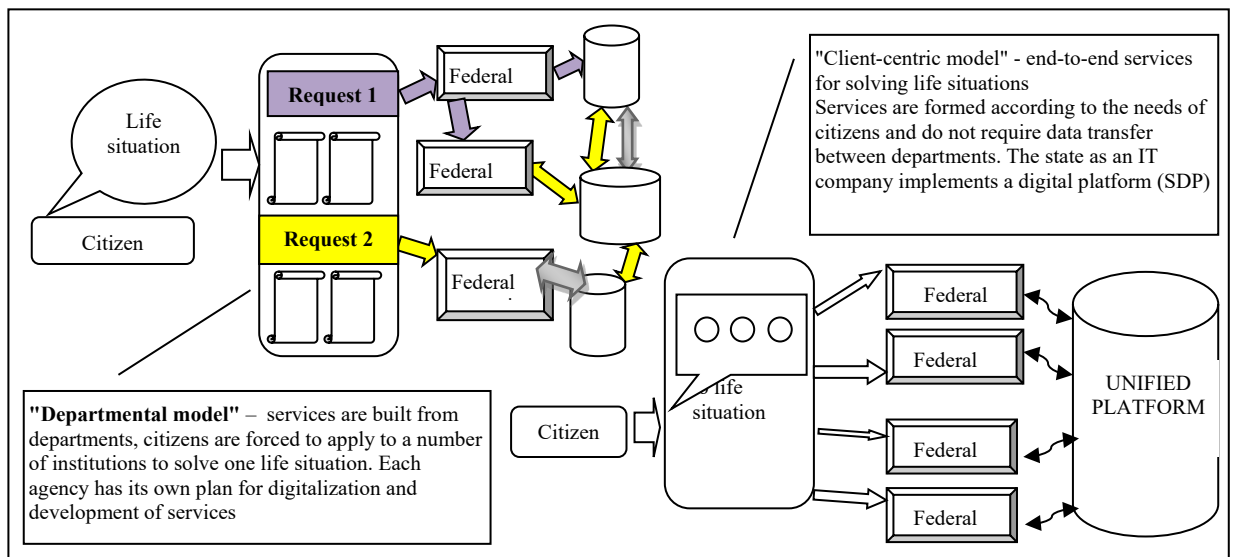 Life
situation
Citizen
Request 1
Request 2
Federal
Federal
Federal
"Client-centric model" - end-to-end services
for solving life situations
Services are formed according to the needs of
citizens and do not require data transfer
between departments. The state as an IT
company implements a digital platform (SDP)
"Departmental model" – services are built from
departments, citizens are forced to apply to a number
of institutions to solve one life situation. Each
agency has its own plan for digitalization and
development of services
Citizen
life
situation
Federal
Federal
Federal
Federal
UNIFIED
PLATFORM